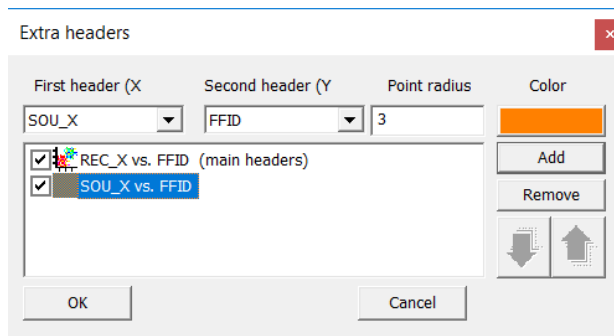 Extra headers
First header (X
Second header (Y
Point radius
Color
SOU_X
FFID
3
REC_X vs. FFID (main headers)
Add
SOU_X vs. FFID
Remove
OK
Cancel